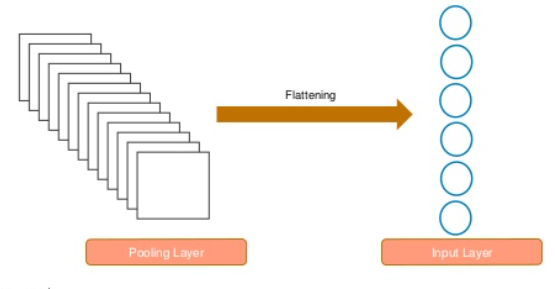 Flattening
Pooling Layer
Input Layer